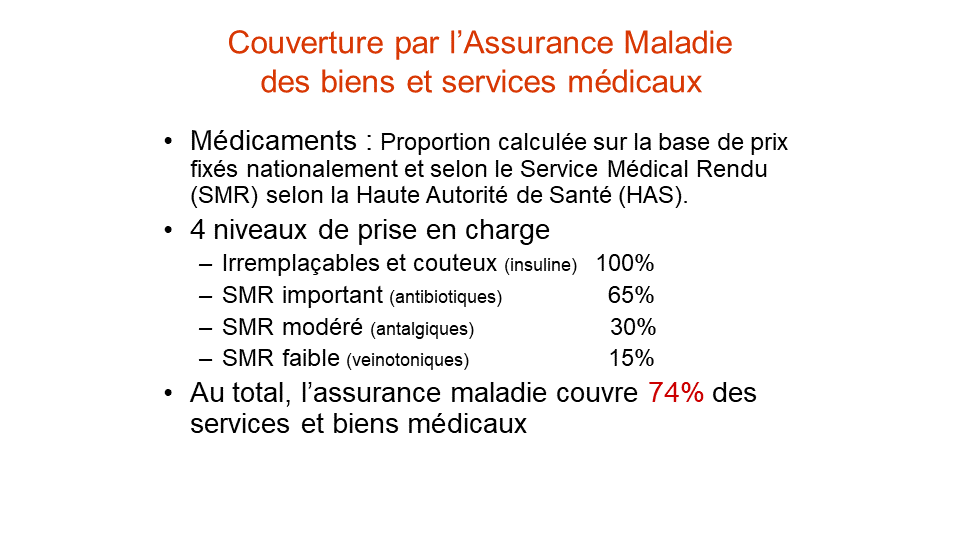 Couverture par l’Assurance Maladie
des biens et services médicaux
• Médicaments : Proportion calculée sur la base de prix
fixés nationalement et selon le Service Médical Rendu
(SMR) selon la Haute Autorité de Santé (HAS).
• 4 niveaux de prise en charge
– Irremplaçables et couteux (insuline) 100%
– SMR important (antibiotiques) 65%
– SMR modéré (antalgiques) 30%
– SMR faible (veinotoniques) 15%
• Au total, l’assurance maladie couvre 74% des
services et biens médicaux